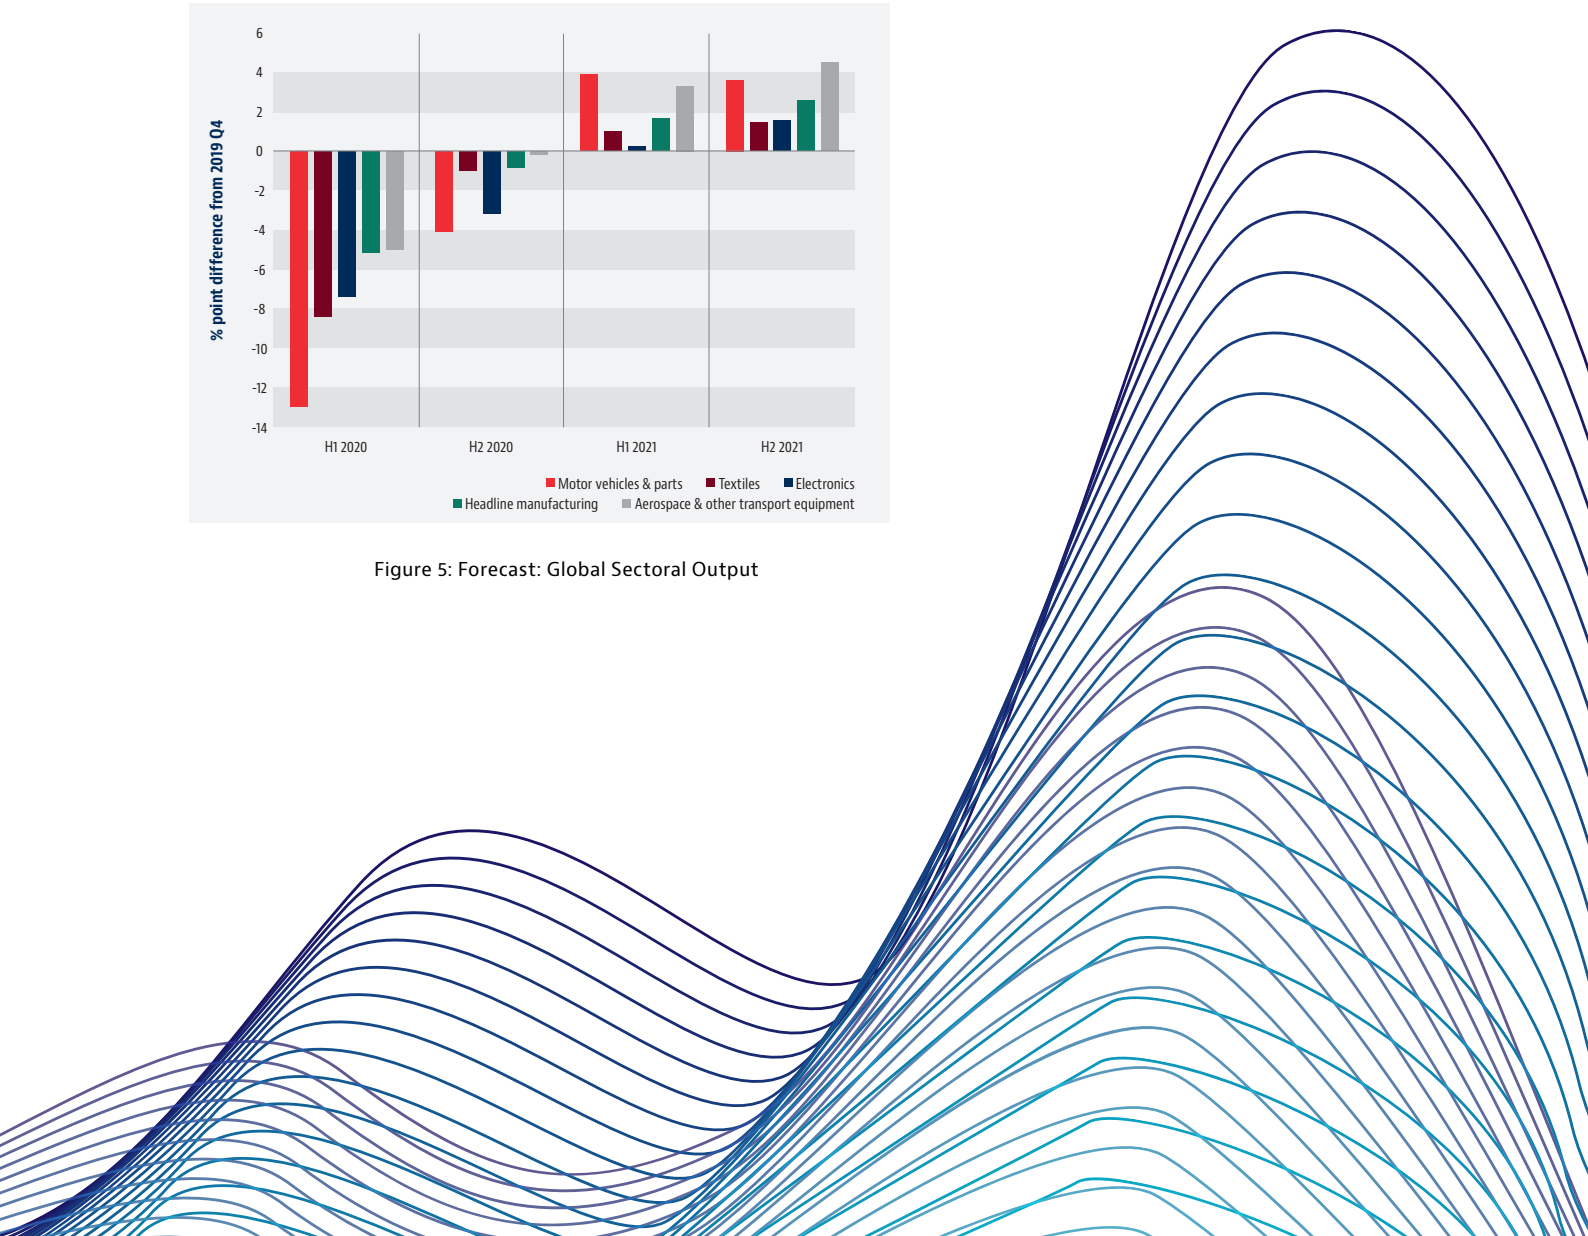 6
4
2
0
-2
-4
-6
-8
-10
-12
-14
% point difference from 2019 Q4
H1 2020 H2 2020 H1 2021 H2 2021
Motor vehicles & parts Textiles Electronics
Headline manufacturing Aerospace & other transport equipment
Figure 5: Forecast: Global Sectoral Output